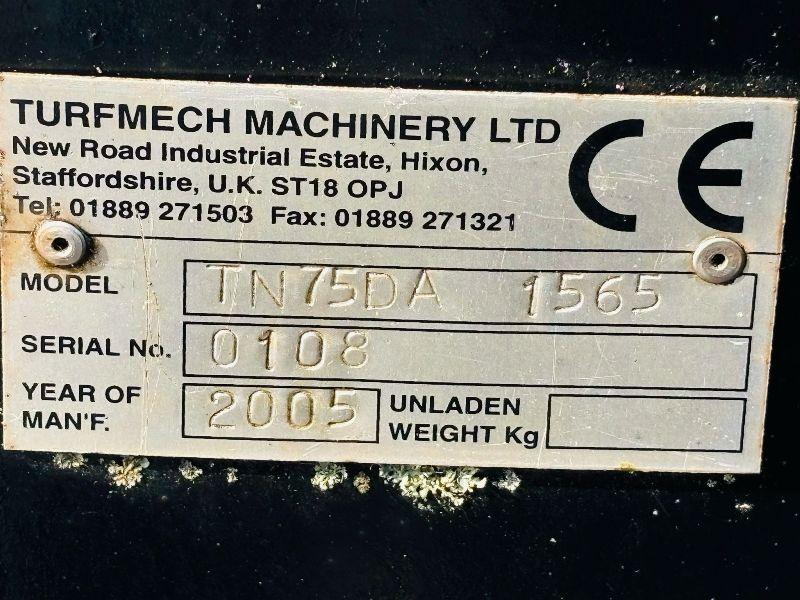 TURFMECH MACHINERY LTD
New Road Industrial Estate, Hixon,
Staffordshire, U.K. ST18 OPJ
Tel: 01889 271503 Fax: 01889 271321
CE
MODEL TN75DA 1565
SERIAL No. 0108
YEAR OF MAN'F. 2005
UNLADEN WEIGHT Kg